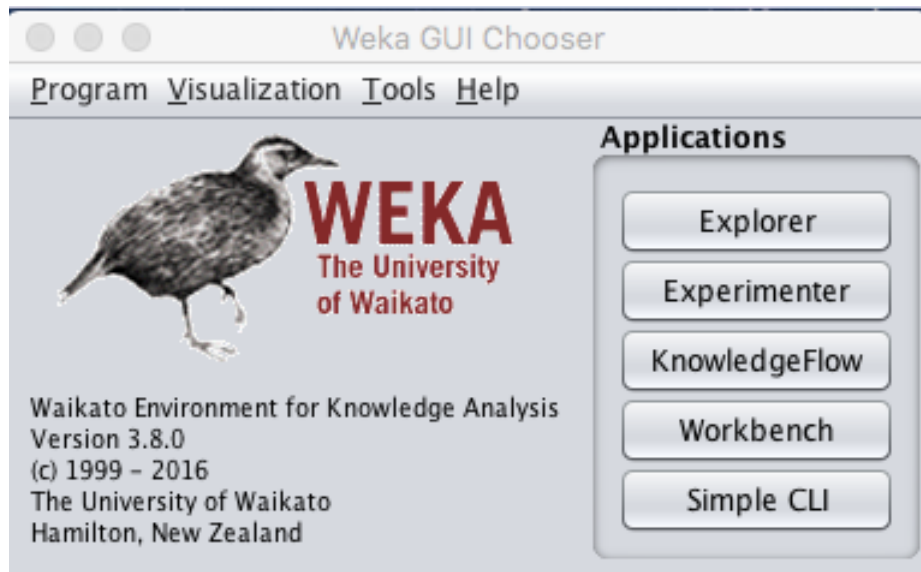 Weka GUI Chooser
Program Visualization Tools Help
WEKA
The University
of Waikato
Waikato Environment for Knowledge Analysis
Version 3.8.0
(c) 1999 – 2016
The University of Waikato
Hamilton, New Zealand
Applications
Explorer
Experimenter
KnowledgeFlow
Workbench
Simple CLI